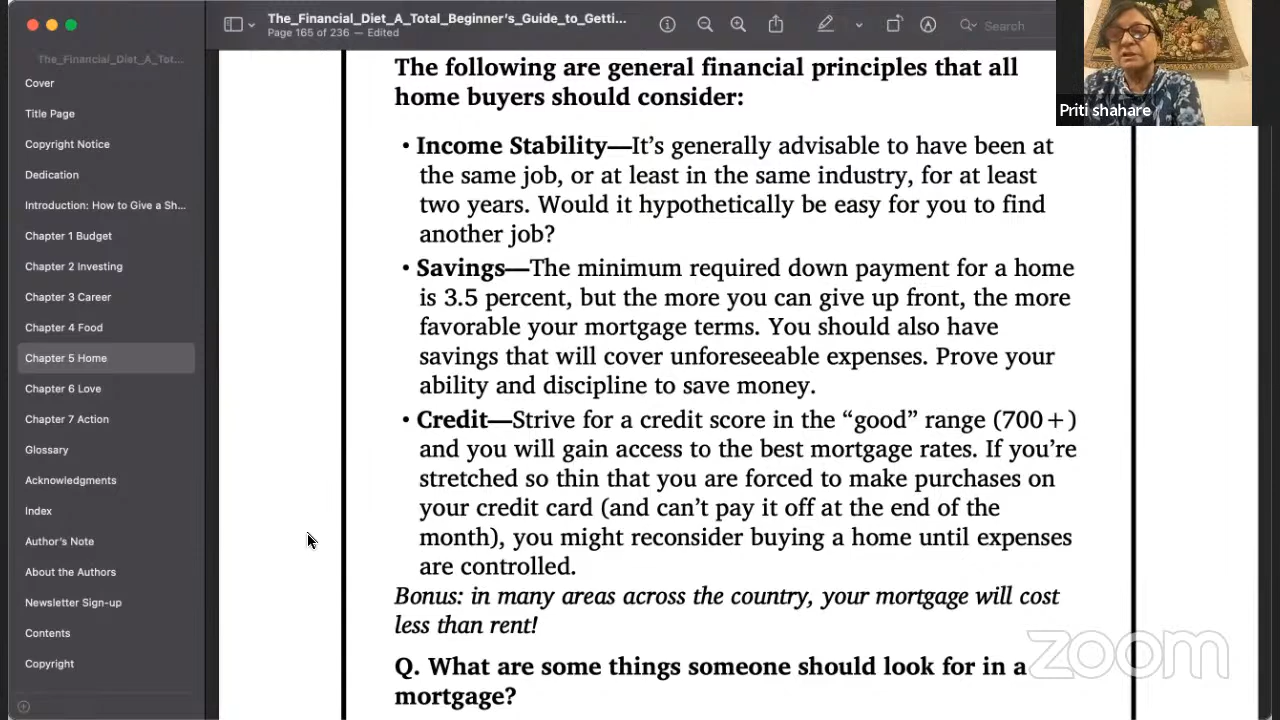 The_Financial_Diet_A_Total_Beginner's_Guide_to_Getti...
Page 165 of 236 — Edited
Search
The_Financial_Diet_A_Tot...
Cover
Title Page
Copyright Notice
Dedication
Introduction: How to Give a Sh...
Chapter 1 Budget
Chapter 2 Investing
Chapter 3 Career
Chapter 4 Food
Chapter 5 Home
Chapter 6 Love
Chapter 7 Action
Glossary
Acknowledgments
Index
Author's Note
About the Authors
Newsletter Sign-up
Contents
Copyright
The following are general financial principles that all
home buyers should consider:
• Income Stability—It's generally advisable to have been at
the same job, or at least in the same industry, for at least
two years. Would it hypothetically be easy for you to find
another job?
• Savings—The minimum required down payment for a home
is 3.5 percent, but the more you can give up front, the more
favorable your mortgage terms. You should also have
savings that will cover unforeseeable expenses. Prove your
ability and discipline to save money.
• Credit—Strive for a credit score in the “good” range (700+)
and you will gain access to the best mortgage rates. If you're
stretched so thin that you are forced to make purchases on
your credit card (and can't pay it off at the end of the
month), you might reconsider buying a home until expenses
are controlled.
Bonus: in many areas across the country, your mortgage will cost
less than rent!
Q. What are some things someone should look for in a
mortgage?
Priti shahare
zoom